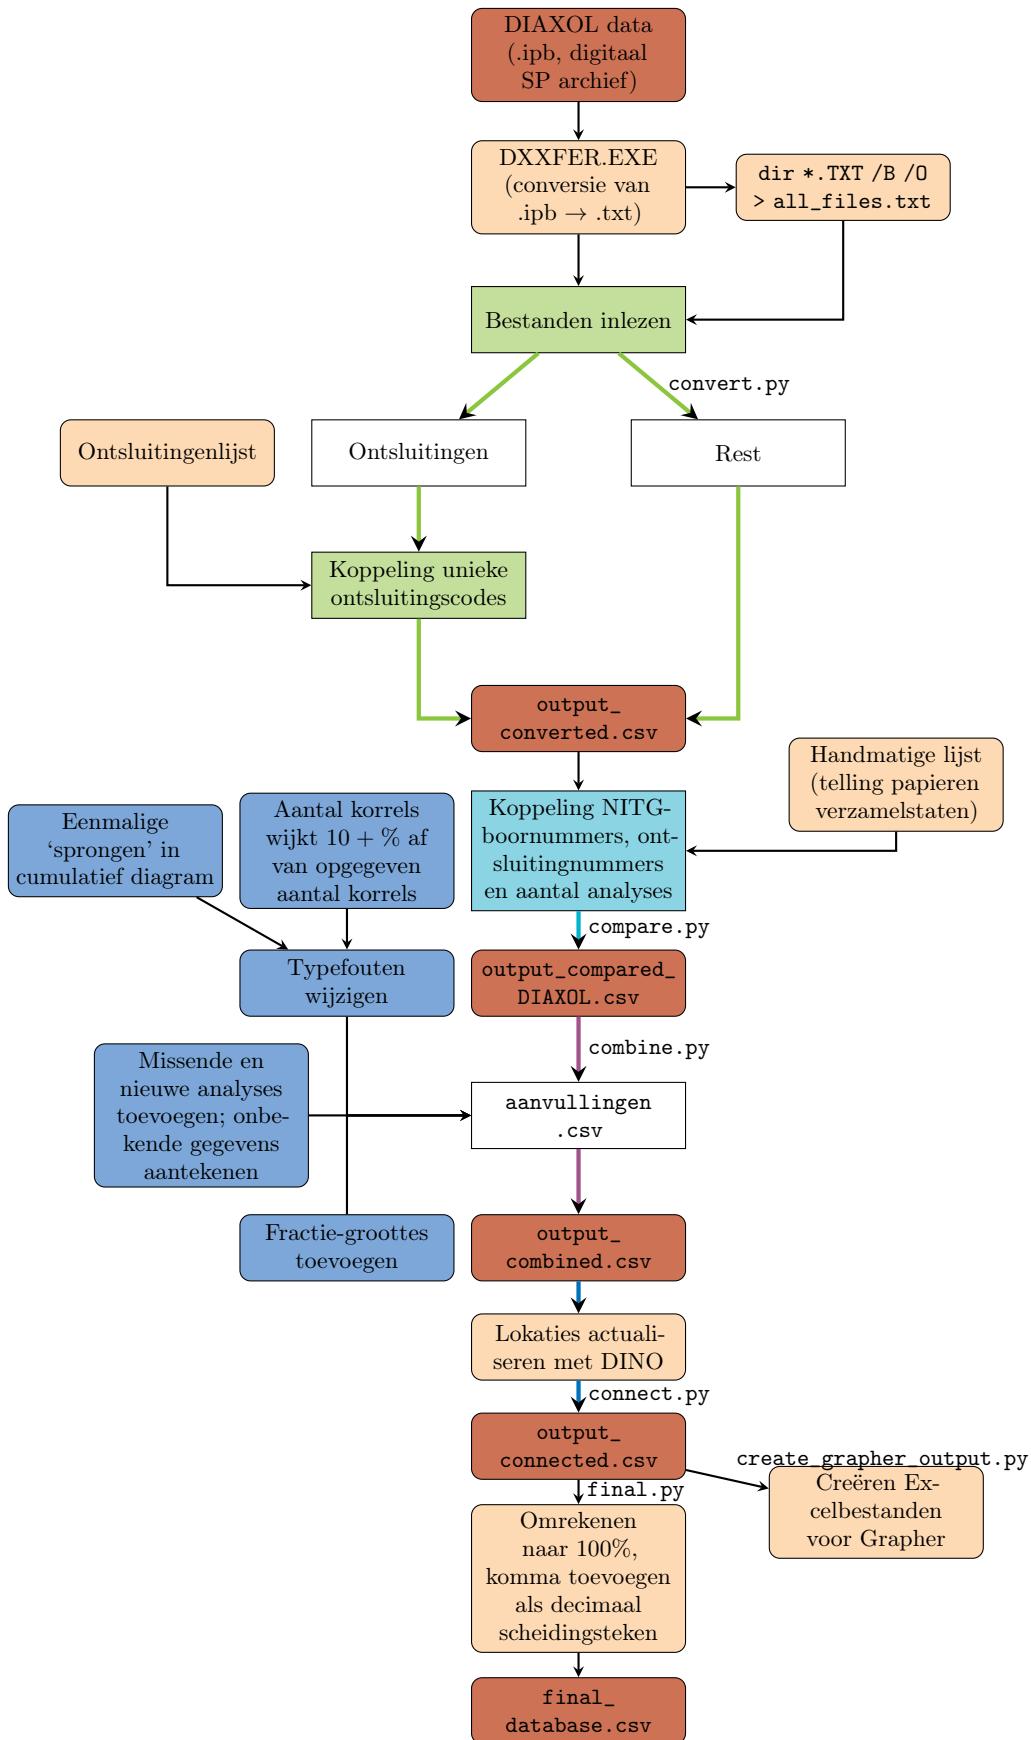 DIAXOL data
(.ipb, digitaal
SP archief)
DXXFER.EXE
(conversie van
.ipb → .txt)
dir *.TXT /B /O
> all_files.txt
Bestanden inlezen
convert.py
Ontsluitingenlijst
Ontsluitingen
Rest
Koppeling unieke
ontsluitingscodes
output_
converted.csv
Handmatige lijst
(telling papieren
verzamelstaten)
Koppeling NITG-
boornummers, ont-
sluitingnummers
en aantal analyses
Eenmalige
‘sprongen’ in
cumulatief diagram
Aantal korrels
wijkt 10 + % af
van opgegeven
aantal korrels
compare.py
Typefouten
wijzigen
output_compared_
DIAXOL.csv
combine.py
Missende en
nieuwe analyses
toevoegen; onbe-
kende gegevens
aantekenen
aanvullingen
.csv
Fractie-groottes
toevoegen
output_
combined.csv
Lokaties actuali-
seren met DINO
connect.py
output_
connected.csv
create_grapher_output.py
Creëren Ex-
celbestanden
voor Grapher
final.py
Omrekenen
naar 100%,
komma toevoegen
als decimaal
scheidingsteken
final_
database.csv